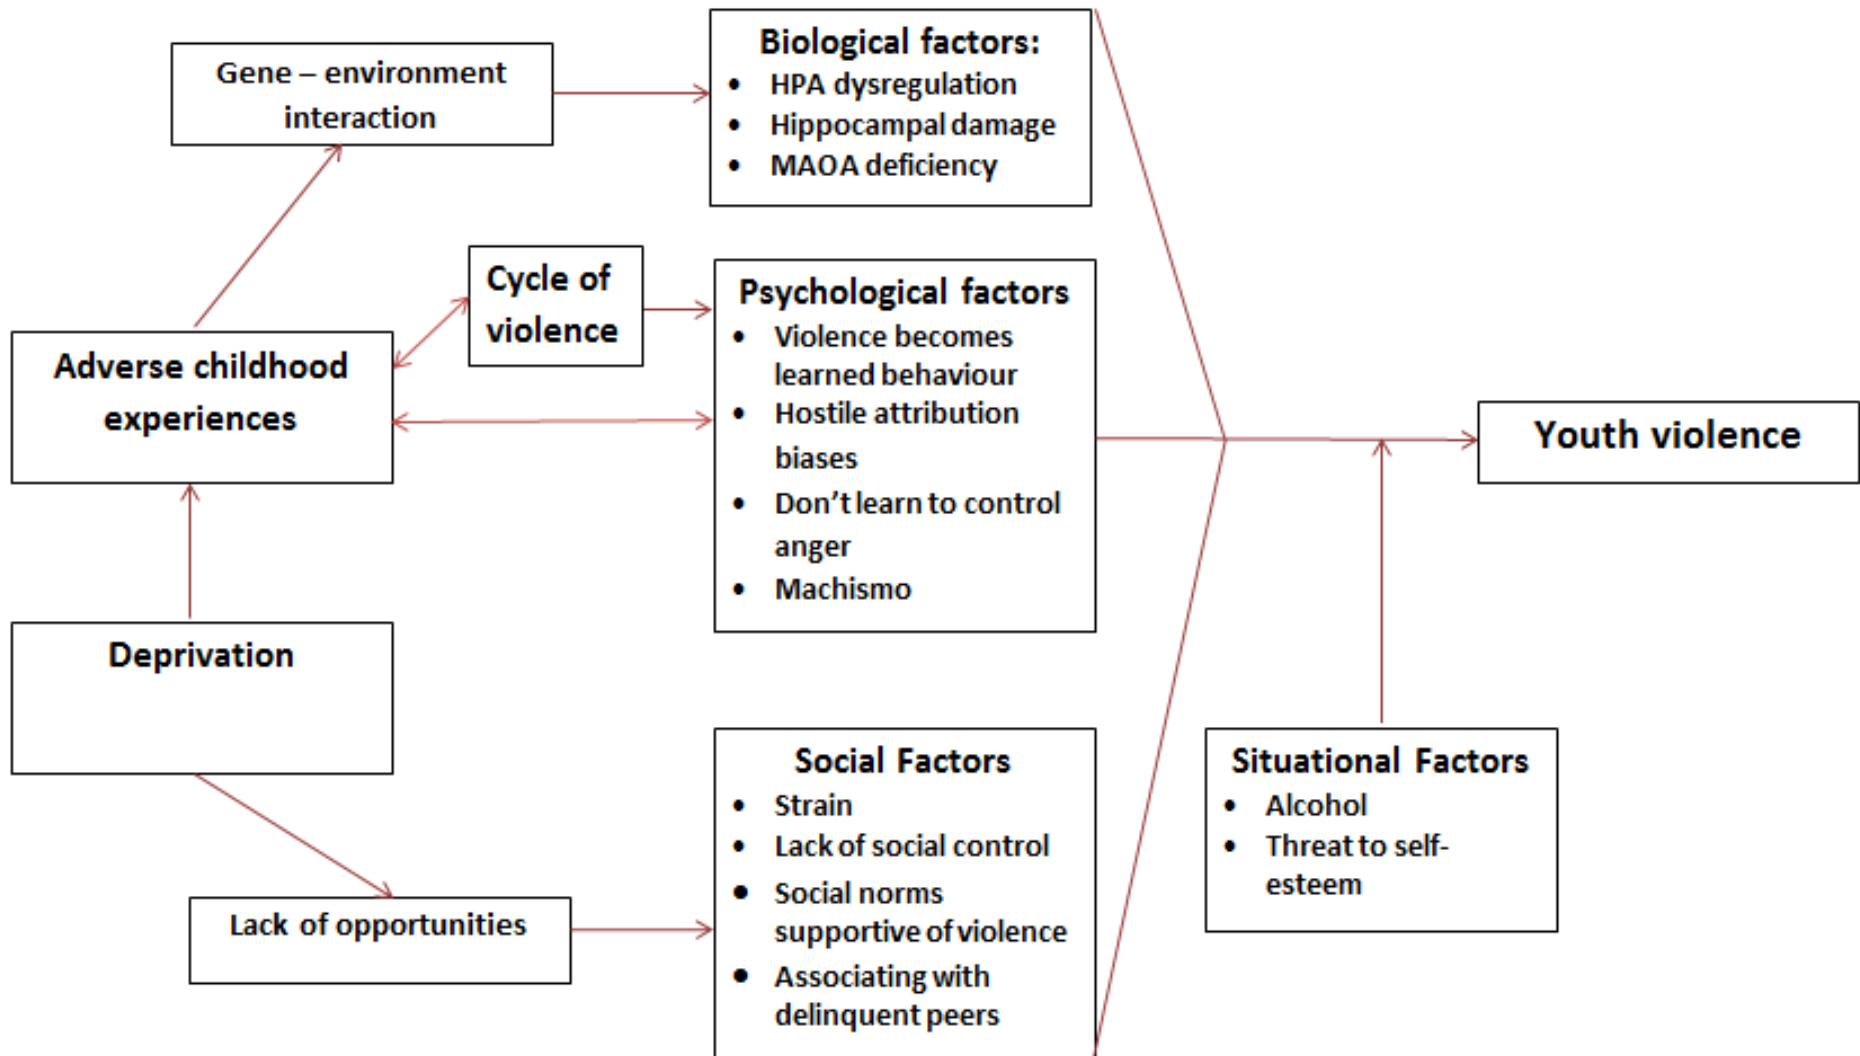 Gene – environment
interaction
Biological factors:
• HPA dysregulation
• Hippocampal damage
• MAOA deficiency
Cycle of
violence
Psychological factors
• Violence becomes
learned behaviour
• Hostile attribution
biases
• Don't learn to control
anger
• Machismo
Adverse childhood
experiences
Youth violence
Deprivation
Social Factors
• Strain
• Lack of social control
• Social norms
supportive of violence
• Associating with
delinquent peers
Situational Factors
• Alcohol
• Threat to self-
esteem
Lack of opportunities